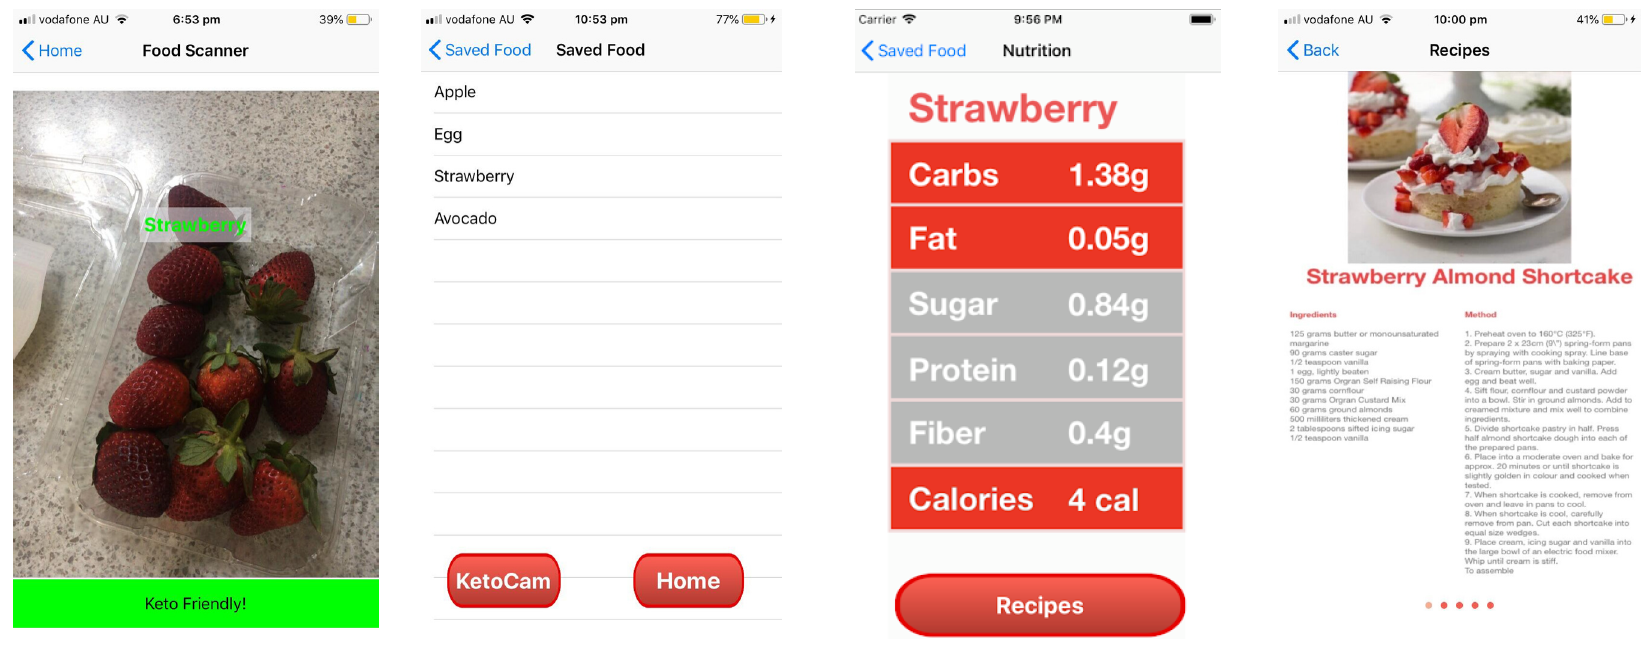 vodafone AU
6:53 pm
39%
Home
Food Scanner
Strawberry
Keto Friendly!
vodafone AU
10:53 pm
77%
Saved Food
Saved Food
Apple
Egg
Strawberry
Avocado
KetoCam
Home
Carrier
9:56 PM
Saved Food
Nutrition
Strawberry
Carbs 1.38g
Fat 0.05g
Sugar 0.84g
Protein 0.12g
Fiber 0.4g
Calories 4 cal
Recipes
vodafone AU
10:00 pm
41%
Back
Recipes
Strawberry Almond Shortcake
Ingredients
125 grams butter or monounsaturated
margarine
90 grams caster sugar
1/2 teaspoon vanilla
1 egg, lightly beaten
150 grams Orgran Self Raising Flour
30 grams cornflour
30 grams Orgran Custard Mix
60 grams ground almonds
500 milliliters thickened cream
2 tablespoons sifted icing sugar
1/2 teaspoon vanilla
Method
1. Preheat oven to 160°C (325°F).
2. Prepare 2 x 23cm (9\") spring-form pans
by spraying with cooking spray. Line base
of spring-form pans with baking paper.
3. Cream butter, sugar and vanilla. Add
egg and beat well.
4. Sift flour, cornflour and custard powder
into a bowl. Stir in ground almonds. Add to
creamed mixture and mix well to combine
ingredients.
5. Divide shortcake pastry in half. Press
half almond shortcake dough into each of
the prepared pans.
6. Place into a moderate oven and bake for
approx. 20 minutes or until shortcake is
slightly golden in colour and cooked when
tested.
7. When shortcake is cooked, remove from
oven and leave in pans to cool.
8. When shortcake is cool, carefully
remove from pan. Cut each shortcake into
equal size wedges.
9. Place cream, icing sugar and vanilla into
the large bowl of an electric food mixer.
Whip until cream is stiff.
To assemble